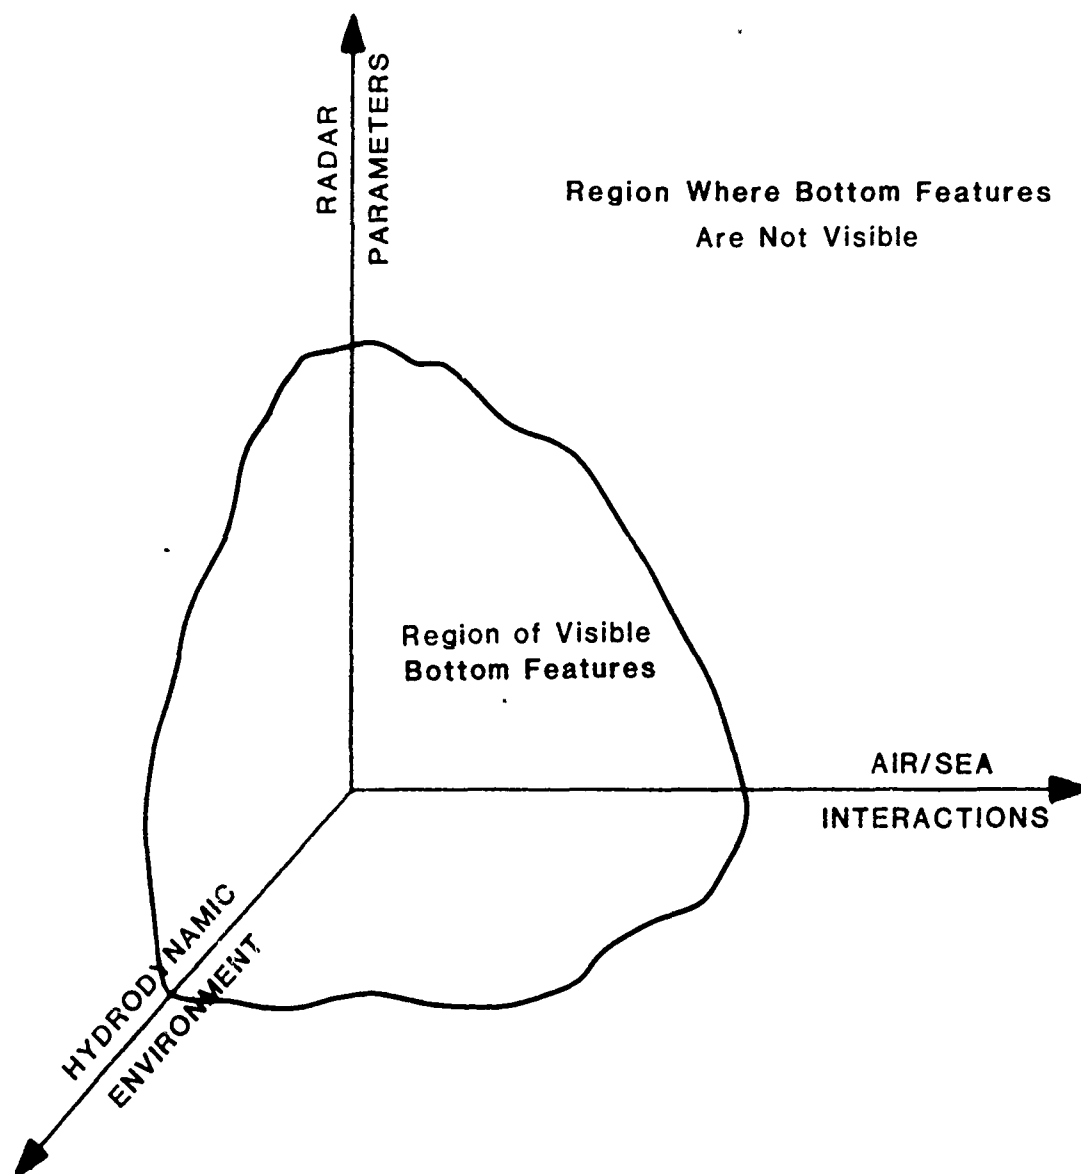 RADAR
PARAMETERS
Region Where Bottom Features
Are Not Visible
Region of Visible
Bottom Features
AIR/SEA
INTERACTIONS
HYDRODYNAMIC
ENVIRONMENT